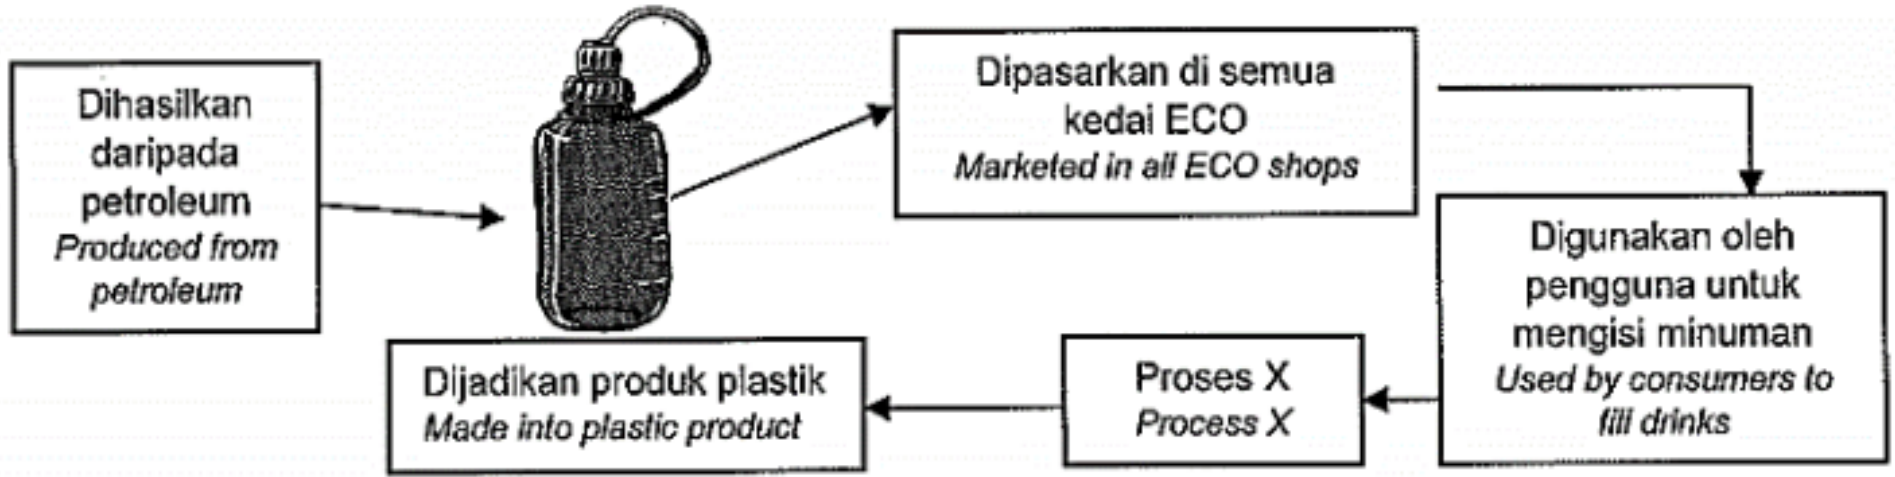 Dihasilkan
daripada
petroleum
Produced from
petroleum
Dipasarkan di semua
kedai ECO
Marketed in all ECO shops
Digunakan oleh
pengguna untuk
mengisi minuman
Used by consumers to
fill drinks
Proses X
Process X
Dijadikan produk plastik
Made into plastic product